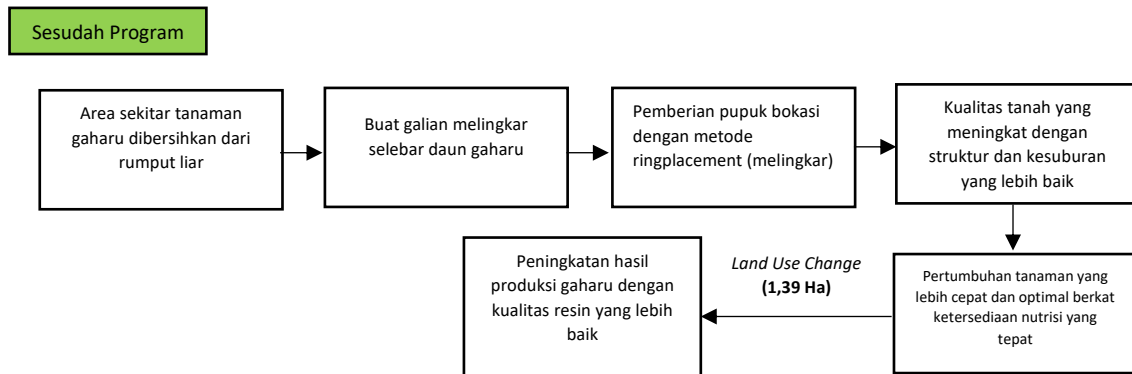 Sesudah Program
Area sekitar tanaman
gaharu dibersihkan dari
rumput liar
Buat galian melingkar
selebar daun gaharu
Pemberian pupuk bokasi
dengan metode
ringplacement (melingkar)
Kualitas tanah yang
meningkat dengan
struktur dan kesuburan
yang lebih baik
Pertumbuhan tanaman yang
lebih cepat dan optimal berkat
ketersediaan nutrisi yang
tepat
Land Use Change
(1,39 Ha)
Peningkatan hasil
produksi gaharu dengan
kualitas resin yang lebih
baik